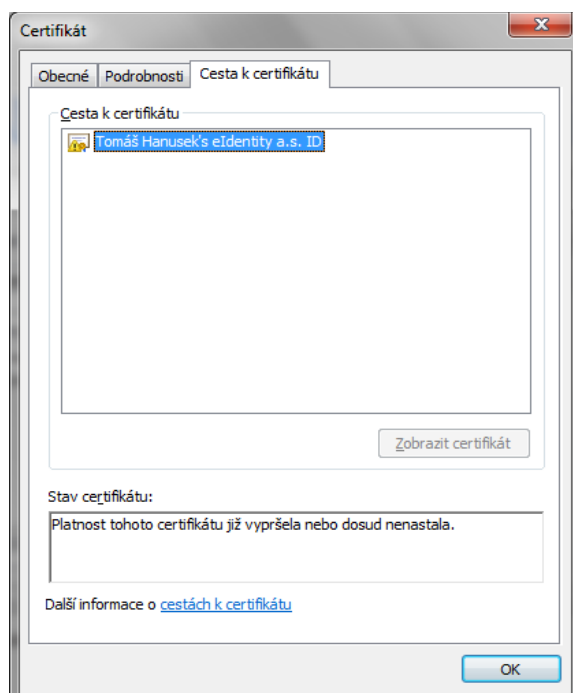 Certifikát
Obecné Podrobnosti Cesta k certifikátu
Cesta k certifikátu
Tomáš Hanusek's eIdentity a.s. ID
Zobrazit certifikát
Stav certifikátu:
Platnost tohoto certifikátu již vypršela nebo dosud nenastala.
Další informace o cestách k certifikátu
OK